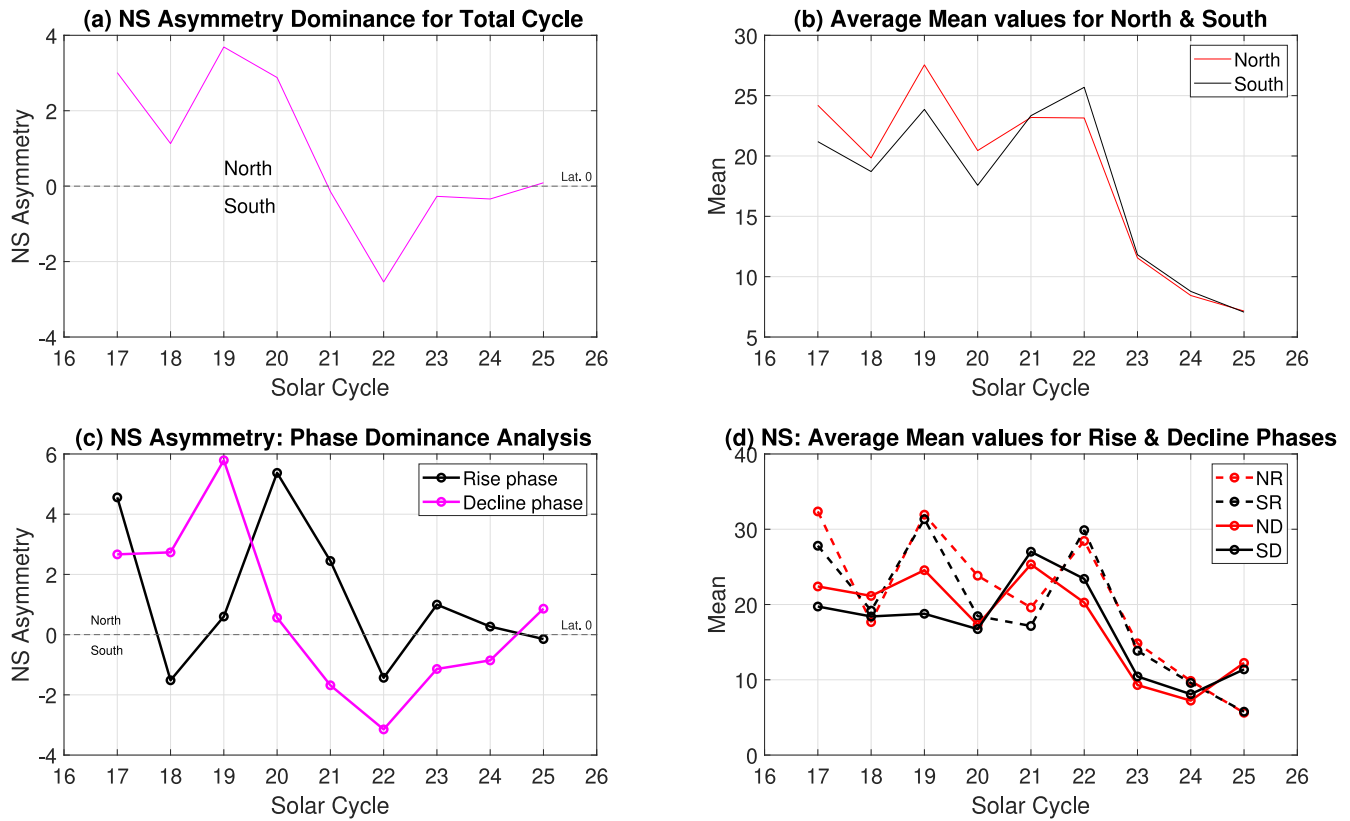 (a) NS Asymmetry Dominance for Total Cycle
NS Asymmetry
4
2
0
-2
-4
North
South
Lat. 0
16 17 18 19 20 21 22 23 24 25 26
Solar Cycle
(b) Average Mean values for North & South
Mean
30
25
20
15
10
5
North
South
16 17 18 19 20 21 22 23 24 25 26
Solar Cycle
(c) NS Asymmetry: Phase Dominance Analysis
NS Asymmetry
6
4
2
0
-2
-4
Rise phase
Decline phase
North
South
Lat. 0
16 17 18 19 20 21 22 23 24 25 26
Solar Cycle
(d) NS: Average Mean values for Rise & Decline Phases
Mean
40
30
20
10
0
NR
SR
ND
SD
16 17 18 19 20 21 22 23 24 25 26
Solar Cycle